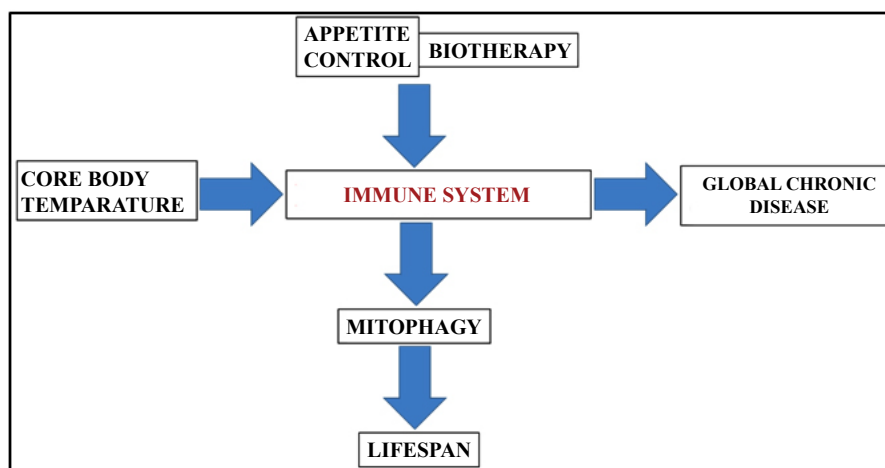 APPETITE
CONTROL
BIOTHERAPY
CORE BODY
TEMPARATURE
IMMUNE SYSTEM
GLOBAL CHRONIC
DISEASE
MITOPHAGY
LIFESPAN